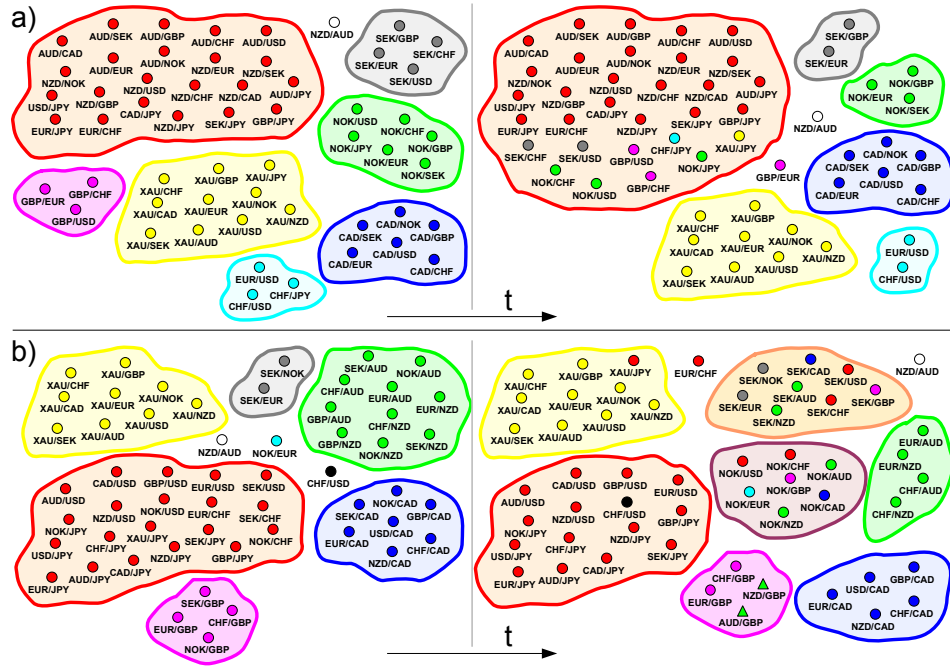 a)
NZD/AUD
AUD/SEK
AUD/GBP
AUD/CAD
AUD/CHF
AUD/USD
AUD/EUR
AUD/NOK
NZD/NOK
NZD/USD
NZD/EUR
NZD/SEK
NZD/GBP
NZD/CHF
NZD/CAD
AUD/JPY
USD/JPY
CAD/JPY
EUR/JPY
EUR/CHF
NZD/JPY
SEK/JPY
GBP/JPY
SEK/GBP
SEK/CHF
SEK/EUR
SEK/USD
NOK/USD
NOK/CHF
NOK/JPY
NOK/GBP
NOK/EUR
NOK/SEK
GBP/EUR
GBP/CHF
GBP/USD
XAU/JPY
XAU/GBP
XAU/CHF
XAU/NOK
XAU/CAD
XAU/EUR
XAU/NZD
XAU/USD
XAU/SEK
XAU/AUD
CAD/NOK
CAD/SEK
CAD/GBP
CAD/USD
CAD/EUR
CAD/CHF
EUR/USD
CHF/JPY
CHF/USD
t
AUD/SEK
AUD/GBP
AUD/CAD
AUD/CHF
AUD/USD
AUD/EUR
AUD/NOK
NZD/NOK
NZD/USD
NZD/EUR
NZD/SEK
USD/JPY
NZD/GBP
NZD/CHF
NZD/CAD
AUD/JPY
CAD/JPY
EUR/JPY
EUR/CHF
NZD/JPY
SEK/JPY
GBP/JPY
SEK/CHF
SEK/USD
GBP/USD
CHF/JPY
XAU/JPY
NOK/JPY
NOK/CHF
NOK/USD
GBP/CHF
SEK/GBP
SEK/EUR
NOK/GBP
NOK/EUR
NOK/SEK
NZD/AUD
GBP/EUR
CAD/NOK
CAD/SEK
CAD/GBP
CAD/USD
CAD/EUR
CAD/CHF
XAU/GBP
XAU/CHF
XAU/NOK
XAU/CAD
XAU/EUR
XAU/NZD
XAU/USD
XAU/SEK
XAU/AUD
EUR/USD
CHF/USD
b)
XAU/GBP
XAU/CHF
XAU/NOK
XAU/CAD
XAU/EUR
XAU/NZD
XAU/USD
XAU/SEK
XAU/AUD
SEK/NOK
SEK/EUR
SEK/AUD
NOK/AUD
CHF/AUD
EUR/AUD
EUR/NZD
GBP/AUD
CHF/NZD
GBP/NZD
SEK/NZD
NOK/NZD
NZD/AUD
NOK/EUR
CHF/USD
CAD/USD
GBP/USD
EUR/USD
SEK/USD
AUD/USD
NOK/USD
EUR/CHF
NZD/USD
SEK/CHF
NOK/JPY
XAU/JPY
SEK/JPY
NOK/CHF
USD/JPY
CHF/JPY
NZD/JPY
GBP/JPY
CAD/JPY
AUD/JPY
EUR/JPY
NOK/CAD
SEK/CAD
GBP/CAD
USD/CAD
EUR/CAD
CHF/CAD
NZD/CAD
SEK/GBP
CHF/GBP
EUR/GBP
NOK/GBP
t
XAU/GBP
XAU/JPY
XAU/CHF
XAU/NOK
XAU/CAD
XAU/EUR
XAU/NZD
XAU/USD
XAU/SEK
XAU/AUD
EUR/CHF
SEK/CAD
SEK/NOK
SEK/USD
SEK/AUD
SEK/GBP
SEK/EUR
SEK/CHF
SEK/NZD
NZD/AUD
CAD/USD
GBP/USD
AUD/USD
EUR/USD
CHF/USD
NZD/USD
GBP/JPY
NOK/JPY
NZD/JPY
USD/JPY
CHF/JPY
SEK/JPY
CAD/JPY
AUD/JPY
EUR/JPY
NOK/USD
NOK/CHF
NOK/AUD
NOK/GBP
NOK/EUR
NOK/CAD
NOK/NZD
EUR/AUD
EUR/NZD
CHF/AUD
CHF/NZD
CHF/GBP
NZD/GBP
EUR/GBP
AUD/GBP
GBP/CAD
USD/CAD
EUR/CAD
CHF/CAD
NZD/CAD